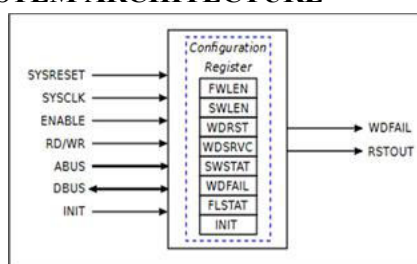 STEM ARCHITECTURE
Configuration
Register
SYSRESET
SYSCLK
ENABLE
RD/WR
ABUS
DBUS
INIT
FWLEN
SWLEN
WDRST
WDSRVC
SWSTAT
WDFAIL
FLSTAT
INIT
WDFAIL
RSTOUT